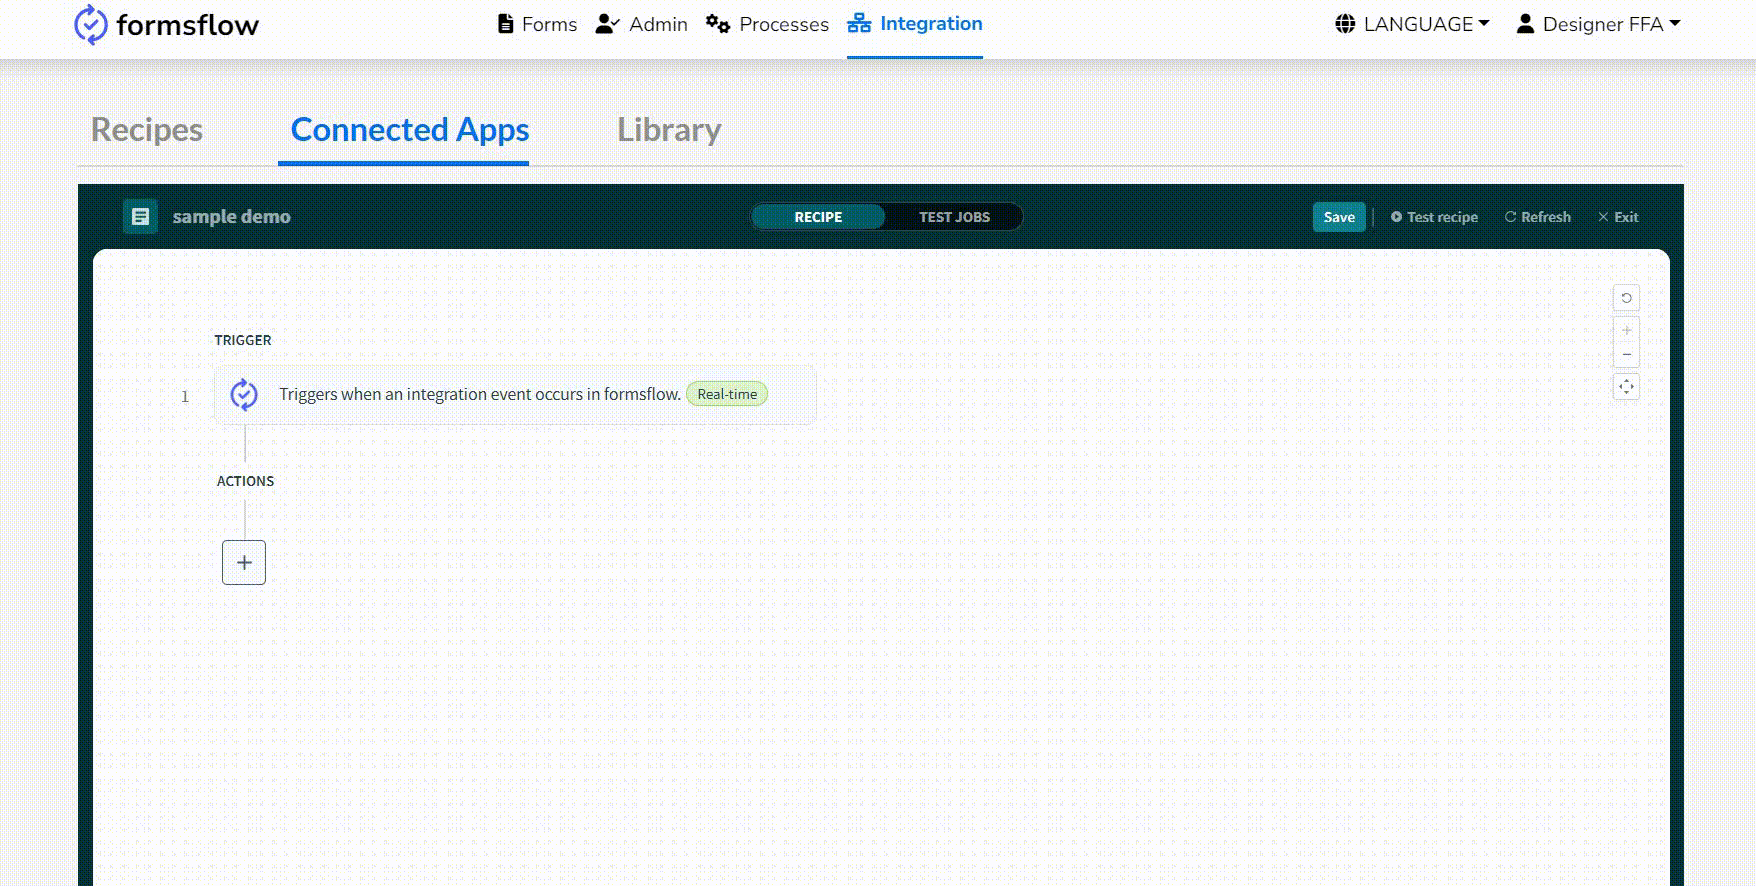 formsflow
Forms Admin Processes Integration
LANGUAGE Designer FFA
Recipes Connected Apps Library
sample demo
RECIPE TEST JOBS
Save Test recipe Refresh Exit
TRIGGER
1 Triggers when an integration event occurs in formsflow. Real-time
ACTIONS